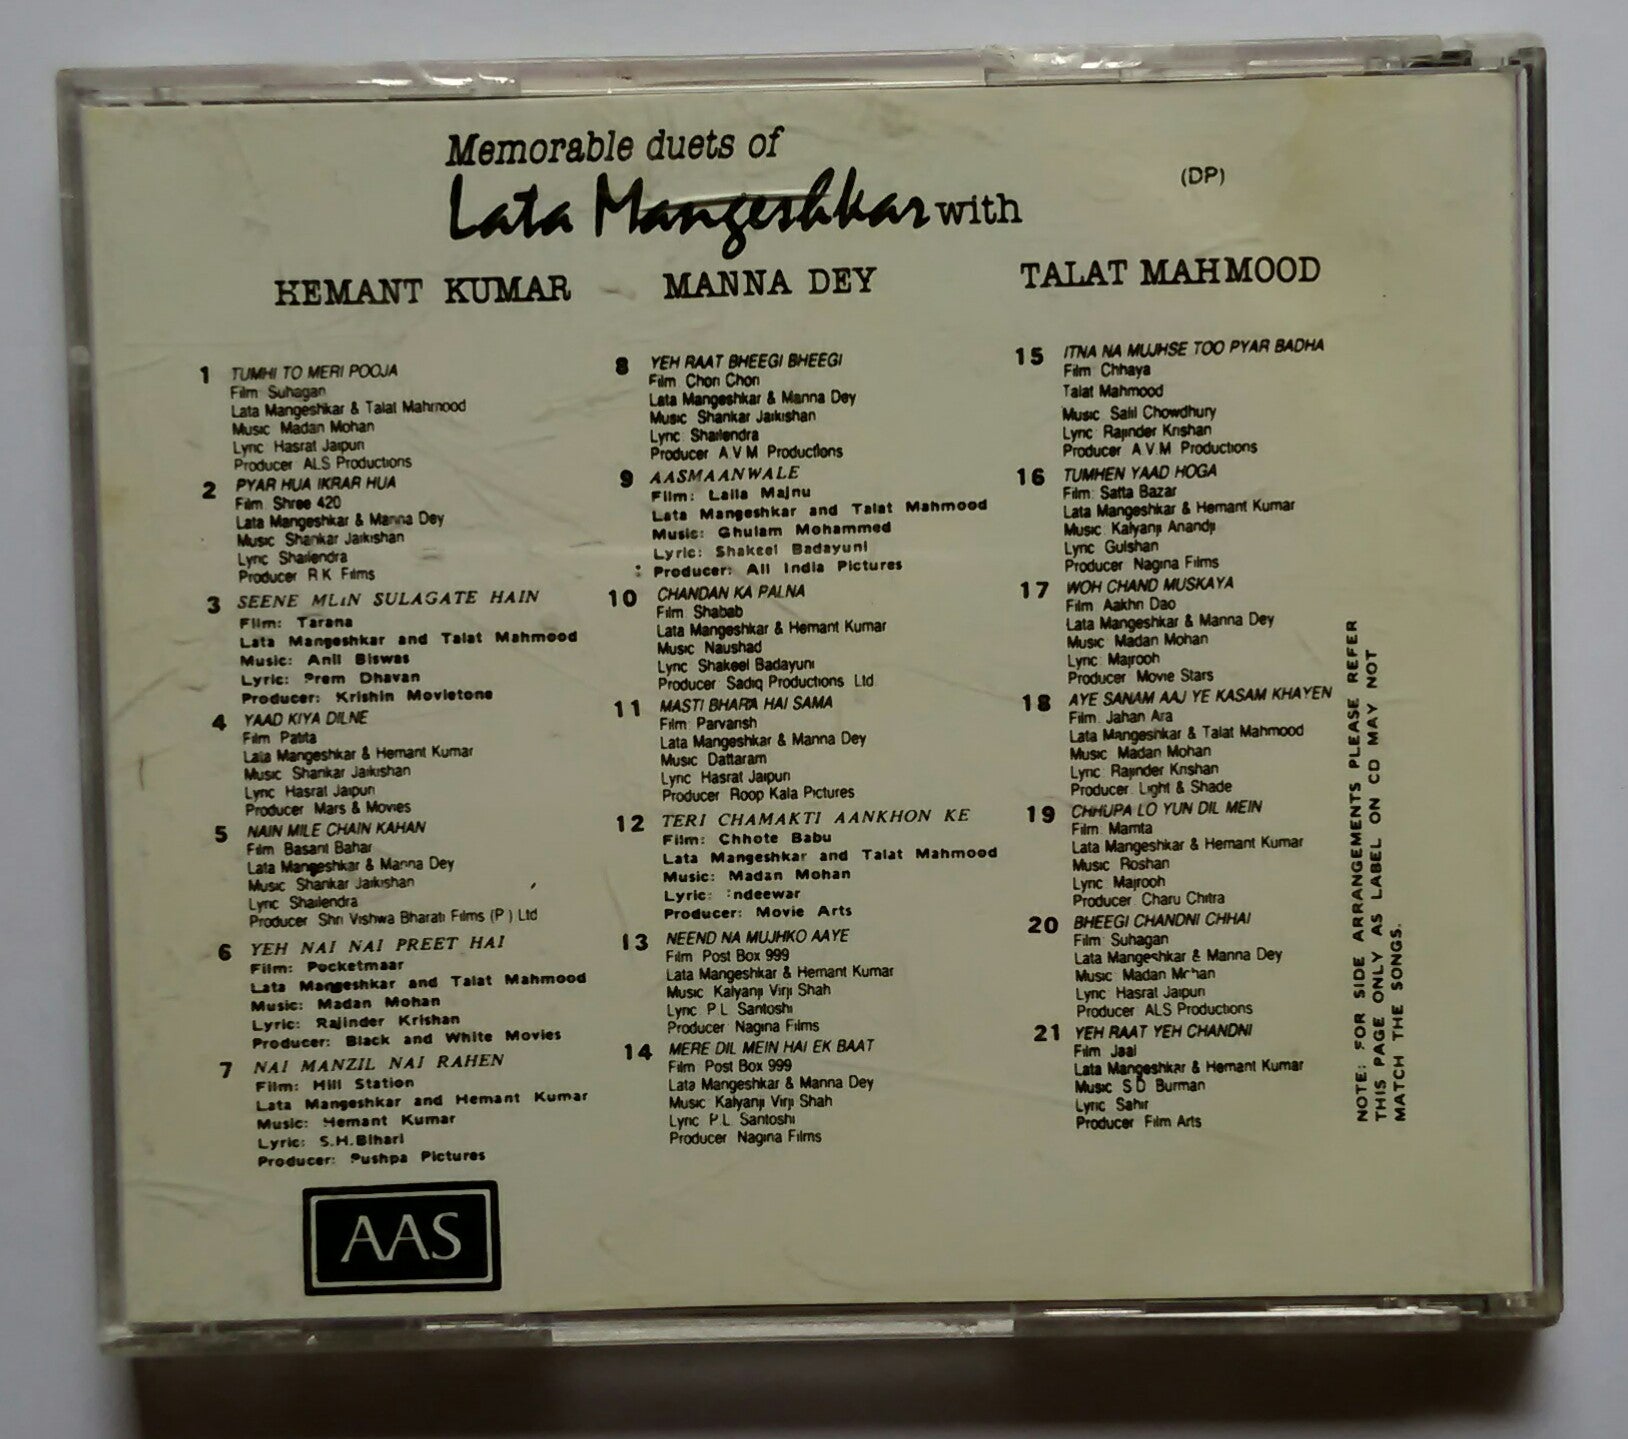 Memorable duets of
Lata Mangeshkar with
(DP)
HEMANT KUMAR
MANNA DEY
TALAT MAHMOOD
1 TUMHI TO MERI POOJA
Film Suhagan
Lata Mangeshkar & Talat Mahmood
Music Madan Mohan
Lyric Hasrat Jaipuri
Producer ALS Productions
2 PYAR HUA IKRAR HUA
Film Shree 420
Lata Mangeshkar & Manna Dey
Music Shankar Jaikishan
Lyric Shailendra
Producer R K Films
3 SEENE MEIN SULAGATE HAIN
Film: Tarana
Lata Mangeshkar and Talat Mahmood
Music: Anil Biswas
Lyric: Prem Dhavan
Producer: Krishin Movietone
4 YAAD KIYA DILNE
Film Patita
Lata Mangeshkar & Hemant Kumar
Music Shankar Jaikishan
Lyric Hasrat Jaipuri
Producer Mars & Movies
5 NAIN MILE CHAIN KAHAN
Film Basant Bahar
Lata Mangeshkar & Manna Dey
Music Shankar Jaikishan
Lyric Shailendra
Producer Shri Vishwa Bharati Films (P) Ltd
6 YEH NAI NAI PREET HAI
Film: Pocketmaar
Lata Mangeshkar and Talat Mahmood
Music: Madan Mohan
Lyric: Rajinder Krishan
Producer: Black and White Movies
7 NAI MANZIL NAI RAHEN
Film: Hill Station
Lata Mangeshkar and Hemant Kumar
Music: Hemant Kumar
Lyric: S.H.Bihari
Producer: Pushpa Pictures
8 YEH RAAT BHEEGI BHEEGI
Film Chori Chori
Lata Mangeshkar & Manna Dey
Music Shankar Jaikishan
Lyric Shailendra
Producer A.V M Productions
9 AASMAANWALE
Film: Laila Majnu
Lata Mangeshkar and Talat Mahmood
Music: Ghulam Mohammed
Lyric: Shakeel Badayuni
Producer: All India Pictures
10 CHANDAN KA PALNA
Film Shabab
Lata Mangeshkar & Hemant Kumar
Music Naushad
Lyric Shakeel Badayuni
Producer Sadiq Productions Ltd
11 MASTI BHARA HAI SAMA
Film Parvarish
Lata Mangeshkar & Manna Dey
Music Dattaram
Lyric Hasrat Jaipuri
Producer Roop Kala Pictures
12 TERI CHAMAKTI AANKHON KE
Film: Chhote Babu
Lata Mangeshkar and Talat Mahmood
Music: Madan Mohan
Lyric: Indeewar
Producer: Movie Arts
13 NEEND NA MUJHKO AAYE
Film Post Box 999
Lata Mangeshkar & Hemant Kumar
Music Kalyanji Virji Shah
Lyric P.L. Santoshi
Producer Nagina Films
14 MERE DIL MEIN HAI EK BAAT
Film Post Box 999
Lata Mangeshkar & Manna Dey
Music Kalyanji Virji Shah
Lyric P.L. Santoshi
Producer Nagina Films
15 ITNA NA MUJHSE TOO PYAR BADHA
Film: Chhaya
Talat Mahmood
Music: Salil Chowdhury
Lyric: Rajinder Krishan
Producer A.V.M Productions
16 TUMHEN YAAD HOGA
Film: Satta Bazar
Lata Mangeshkar & Hemant Kumar
Music: Kalyanji Anandji
Lyric Gulshan
Producer Nagina Films
17 WOH CHAND MUSKAYA
Film Aakhri Dao
Lata Mangeshkar & Manna Dey
Music: Madan Mohan
Lyric: Majrooh
Producer Movie Stars
18 AYE SANAM AAJ YE KASAM KHAYEN
Film: Jahan Ara
Lata Mangeshkar & Talat Mahmood
Music: Madan Mohan
Lyric: Rajinder Krishan
Producer: Light & Shade
19 CHHUPA LO YUN DIL MEIN
Film: Mamta
Lata Mangeshkar & Hemant Kumar
Music Roshan
Lyric Majrooh
Producer Charu Chitra
20 BHEEGI CHANDNI CHHAI
Film: Suhagan
Lata Mangeshkar & Manna Dey
Music: Madan Mohan
Lyric: Hasrat Jaipuri
Producer: ALS Productions
21 YEH RAAT YEH CHANDNI
Film Jaal
Lata Mangeshkar & Hemant Kumar
Music S D Burman
Lyric Sahir
Producer Film Arts
NOTE: FOR SIDE ARRANGEMENTS PLEASE REFER
THIS PAGE ONLY AS LABEL ON CD MAY NOT
MATCH THE SONGS.
AAS